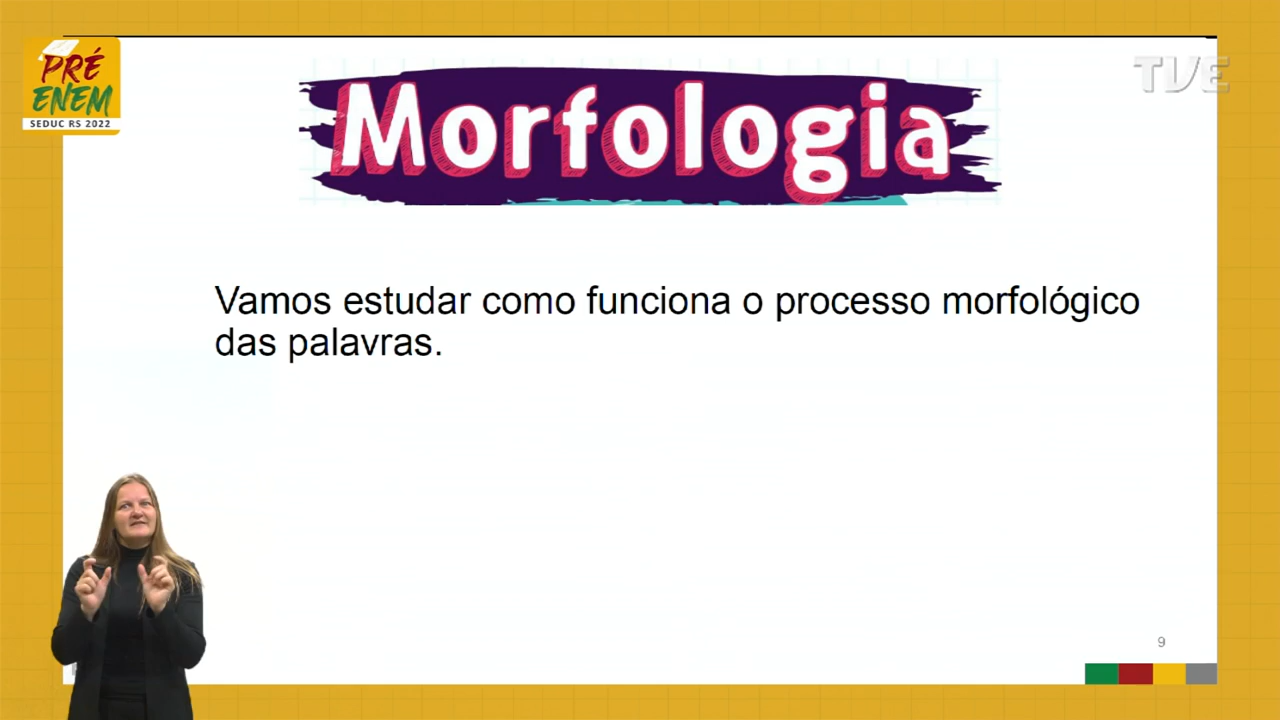 PRÉ
ENEM
SEDUC RS 2022
TVE
Morfologia
Vamos estudar como funciona o processo morfológico
das palavras.
9